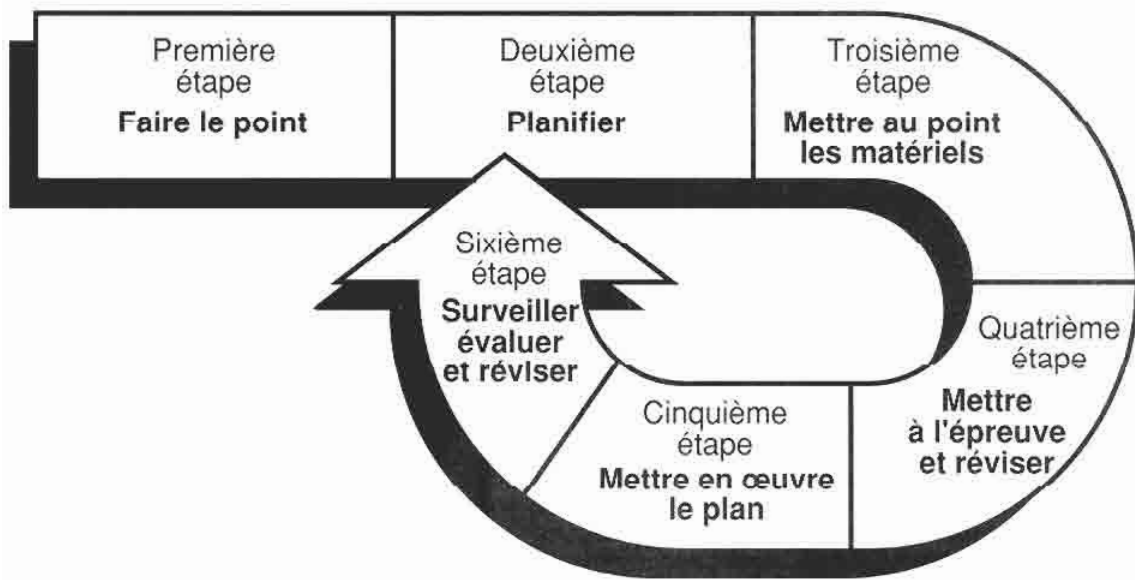 Première
étape
Faire le point
Deuxième
étape
Planifier
Troisième
étape
Mettre au point
les matériels
Quatrième
étape
Mettre
à l'épreuve
et réviser
Cinquième
étape
Mettre en œuvre
le plan
Sixième
étape
Surveiller
évaluer
et réviser